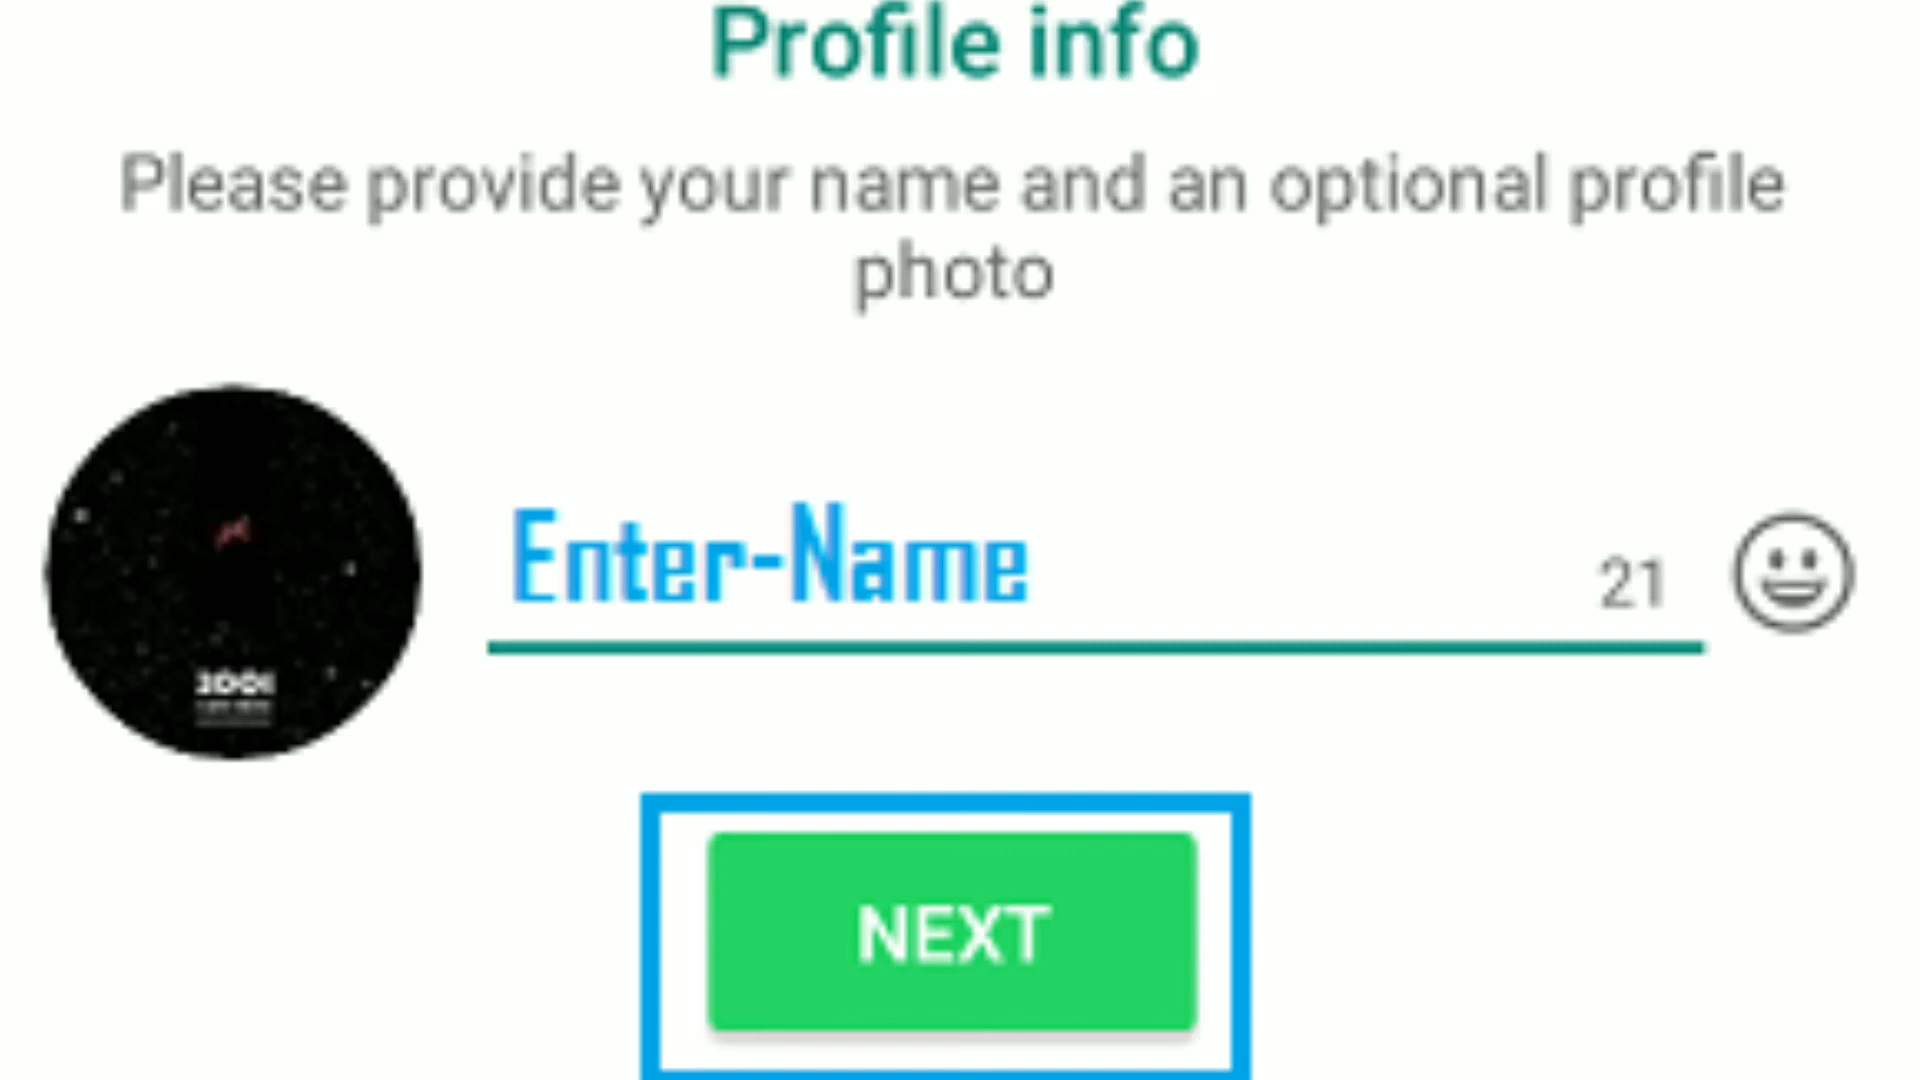 Profile info
Please provide your name and an optional profile
photo
Enter-Name
21
NEXT